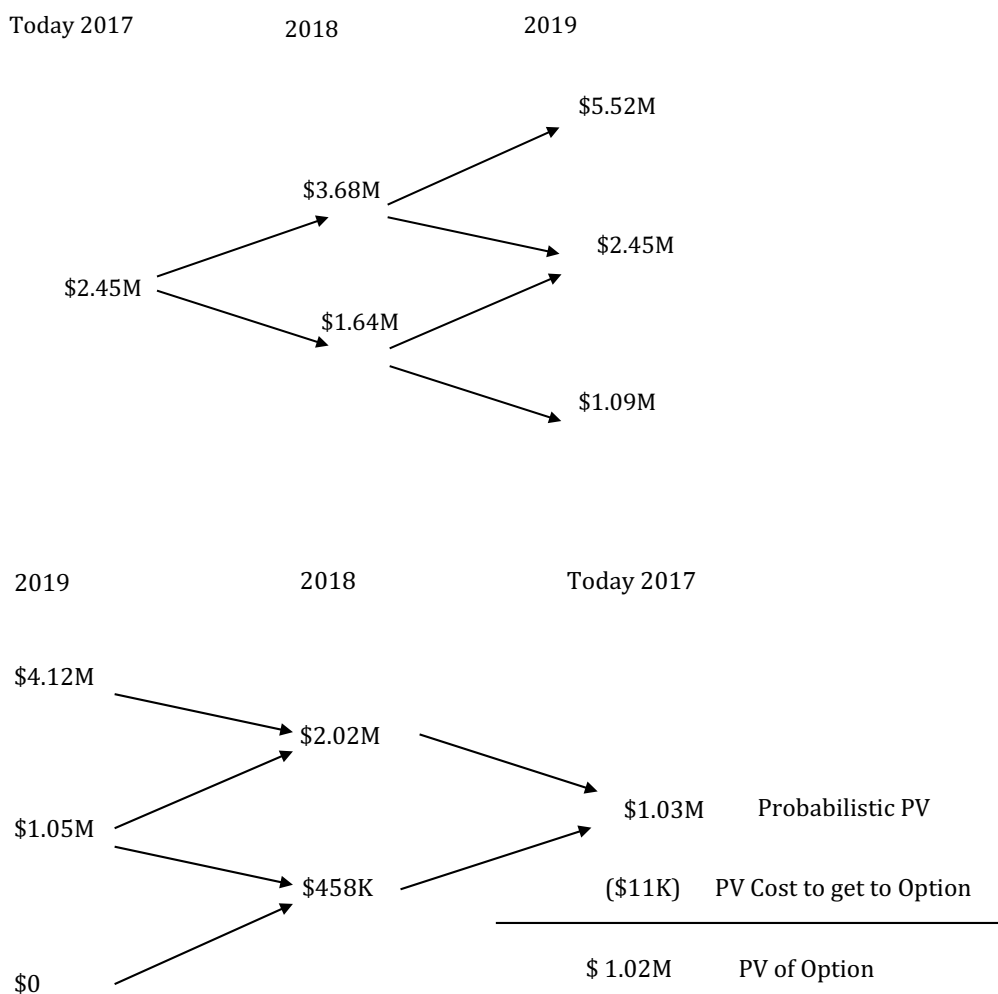 Today 2017 2018 2019
$5.52M
$3.68M
$2.45M
$2.45M
$1.64M
$1.09M
2019 2018 Today 2017
$4.12M
$2.02M
$1.03M Probabilistic PV
$1.05M
$458K ($11K) PV Cost to get to Option
$0 $ 1.02M PV of Option